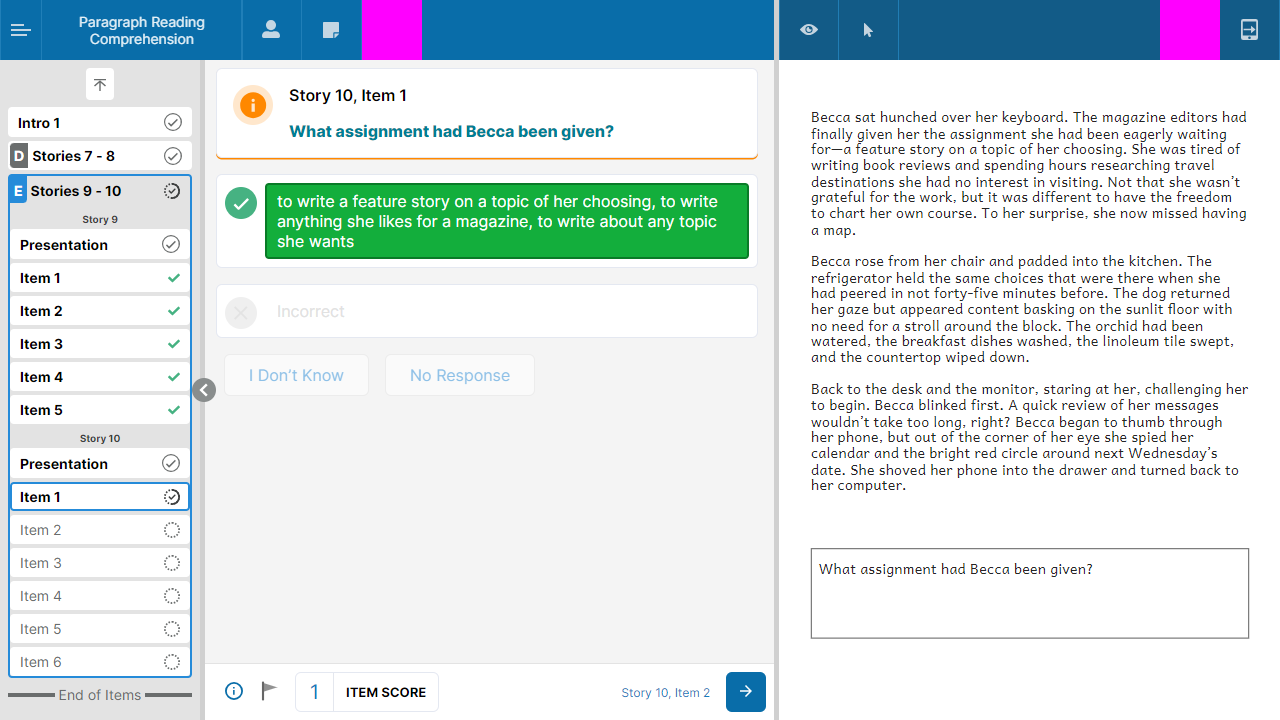 Paragraph Reading
Comprehension
Intro 1
D Stories 7 - 8
E Stories 9 - 10
Story 9
Presentation
Item 1
Item 2
Item 3
Item 4
Item 5
Story 10
Presentation
Item 1
Item 2
Item 3
Item 4
Item 5
Item 6
End of Items
Story 10, Item 1
What assignment had Becca been given?
to write a feature story on a topic of her choosing, to write
anything she likes for a magazine, to write about any topic
she wants
Incorrect
I Don't Know
No Response
1 ITEM SCORE
Story 10, Item 2
Becca sat hunched over her keyboard. The magazine editors had
finally given her the assignment she had been eagerly waiting
for—a feature story on a topic of her choosing. She was tired of
writing book reviews and spending hours researching travel
destinations she had no interest in visiting. Not that she wasn't
grateful for the work, but it was different to have the freedom
to chart her own course. To her surprise, she now missed having
a map.
Becca rose from her chair and padded into the kitchen. The
refrigerator held the same choices that were there when she
had peered in not forty-five minutes before. The dog returned
her gaze but appeared content basking on the sunlit floor with
no need for a stroll around the block. The orchid had been
watered, the breakfast dishes washed, the linoleum tile swept,
and the countertop wiped down.
Back to the desk and the monitor, staring at her, challenging her
to begin. Becca blinked first. A quick review of her messages
wouldn't take too long, right? Becca began to thumb through
her phone, but out of the corner of her eye she spied her
calendar and the bright red circle around next Wednesday's
date. She shoved her phone into the drawer and turned back to
her computer.
What assignment had Becca been given?